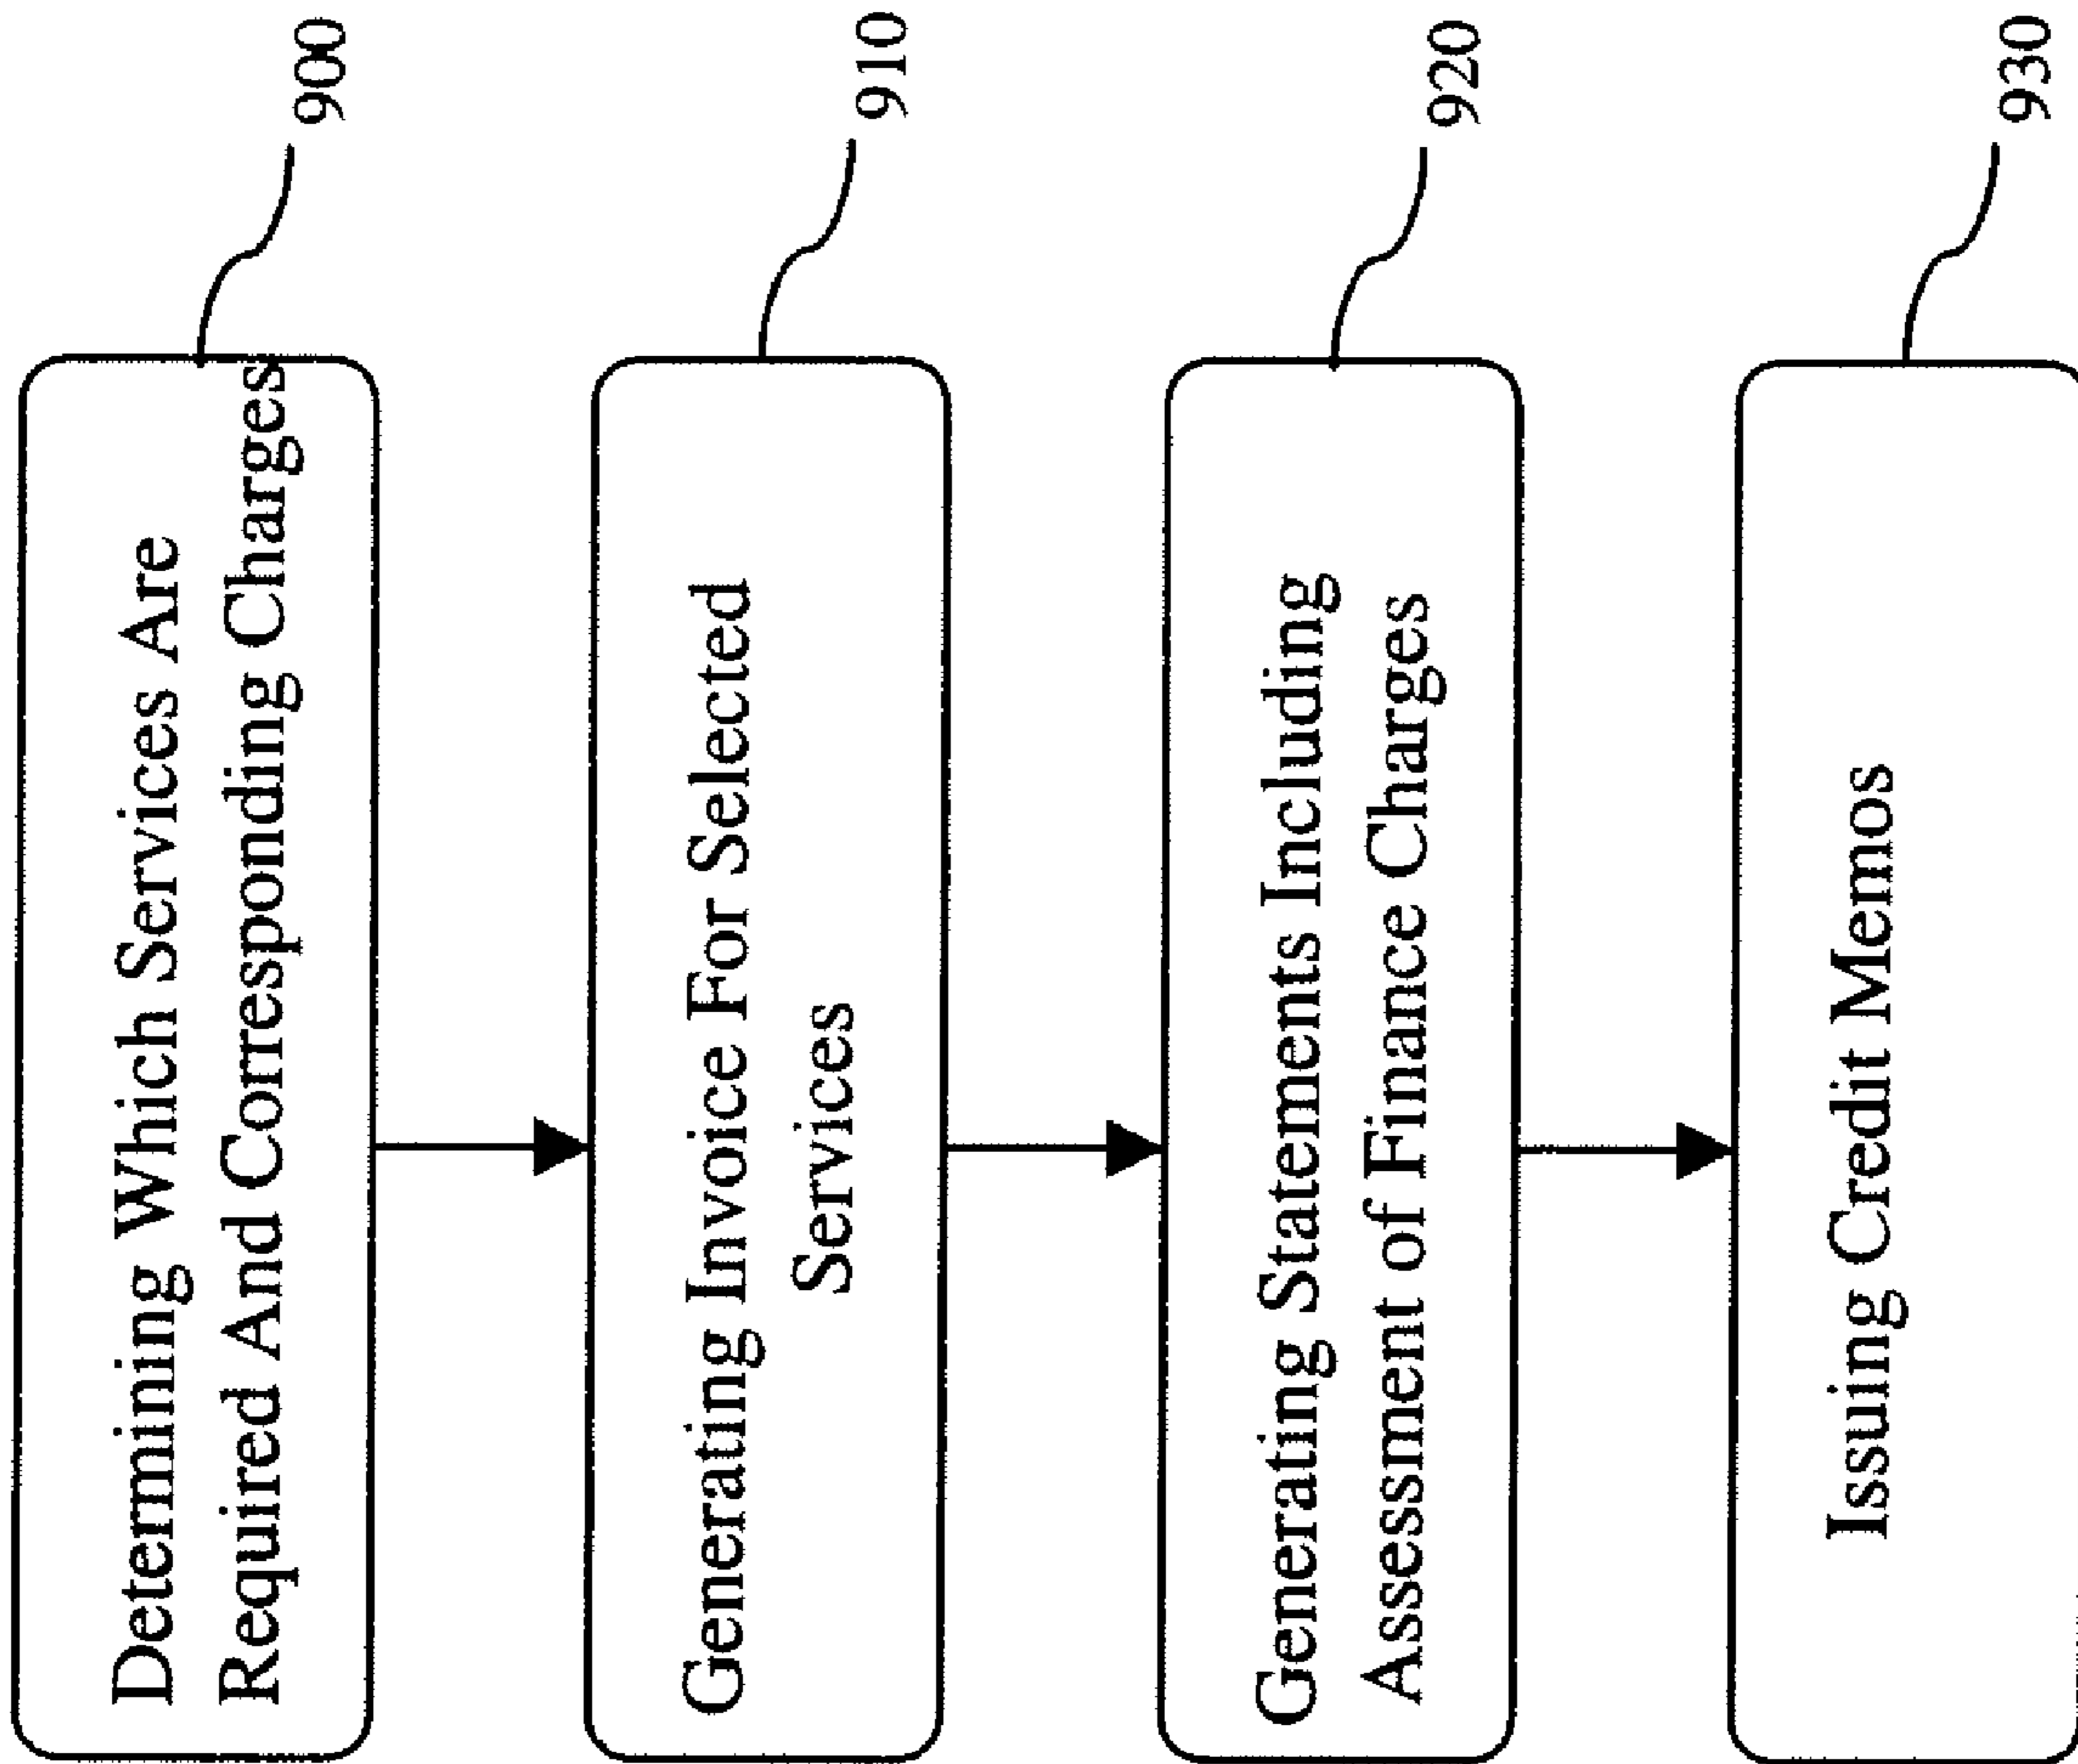 Determining Which Services Are
Required And Corresponding Charges
900
Generating Invoice For Selected
Services
910
Generating Statements Including
Assessment of Finance Charges
920
Issuing Credit Memos
930